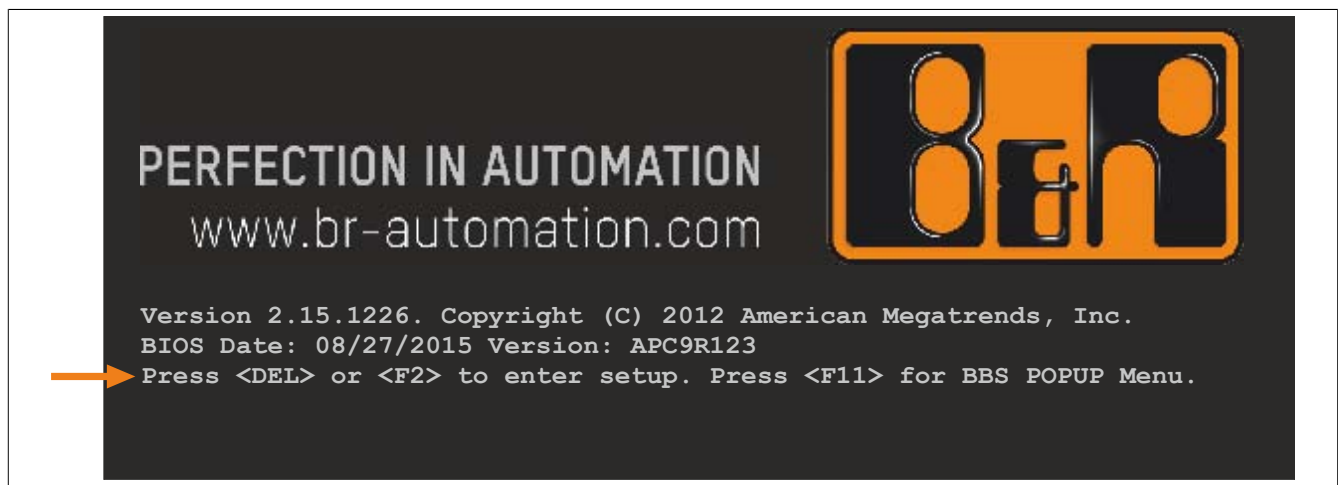 PERFECTION IN AUTOMATION
www.br-automation.com
B&R
Version 2.15.1226. Copyright (C) 2012 American Megatrends, Inc.
BIOS Date: 08/27/2015 Version: APC9R123
Press <DEL> or <F2> to enter setup. Press <F11> for BBS POPUP Menu.